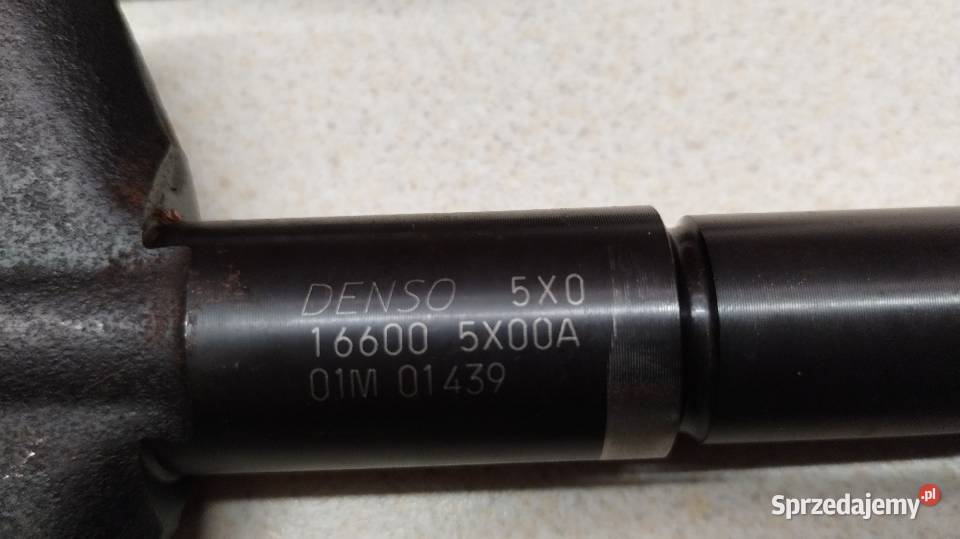 DENSO 5X0
16600 5X00A
01M 01439
Sprzedajemy.pl